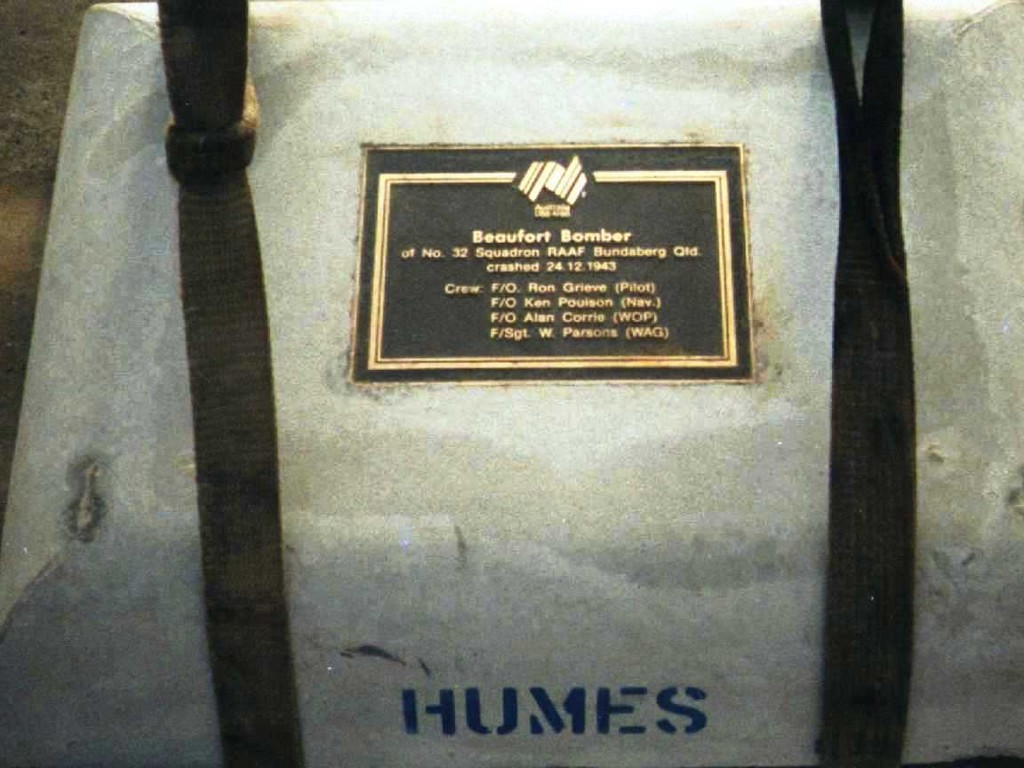 Beaufort Bomber
of No. 32 Squadron RAAF Bundaberg Qld.
crashed 24.12.1943
Crew: F/O. Ron Grieve (Pilot)
F/O Ken Poulson (Nav.)
F/O Alan Corrie (WOP)
F/Sgt. W. Parsons (WAG)
HUMES